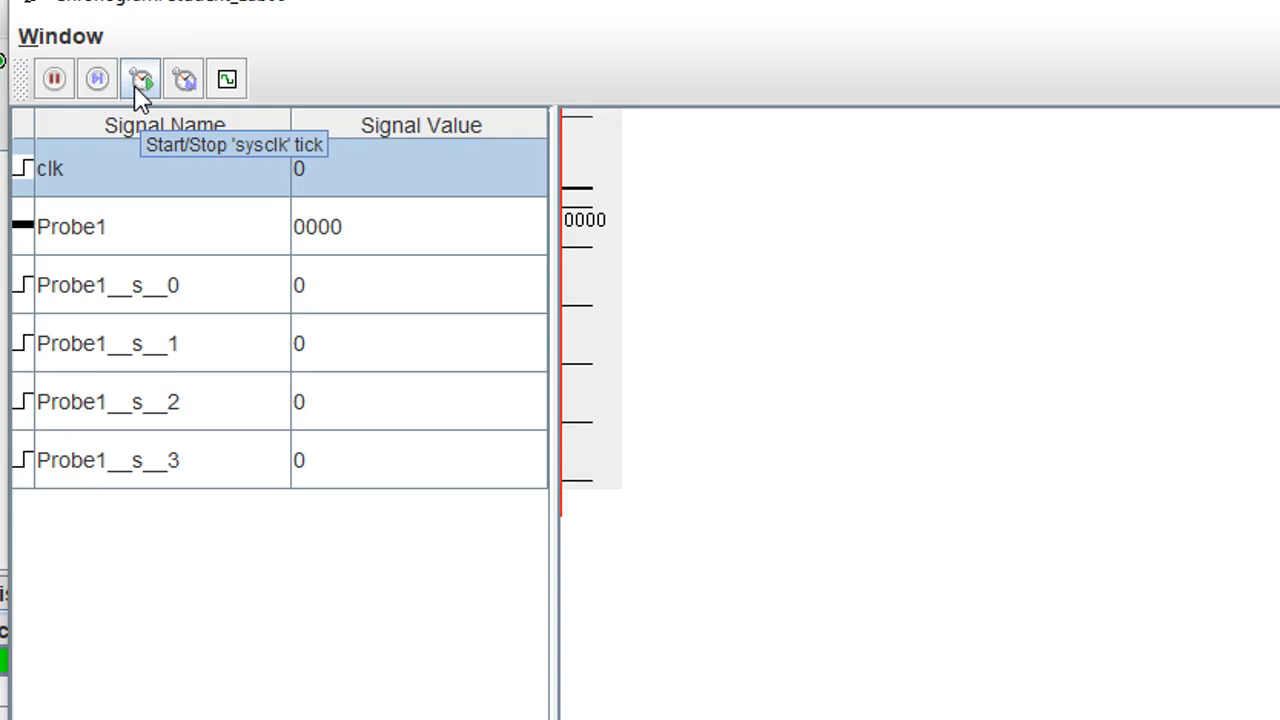 Window
Signal Name
Signal Value
Start/Stop 'sysclk' tick
clk
0
Probe1
0000
0000
Probe1__s__0
0
Probe1__s__1
0
Probe1__s__2
0
Probe1__s__3
0